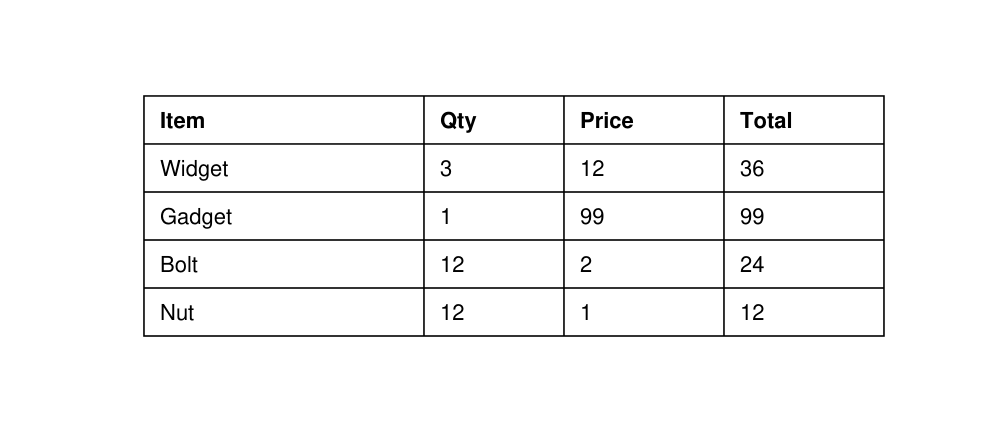 Item Qty Price Total
Widget 3 12 36
Gadget 1 99 99
Bolt 12 2 24
Nut 12 1 12